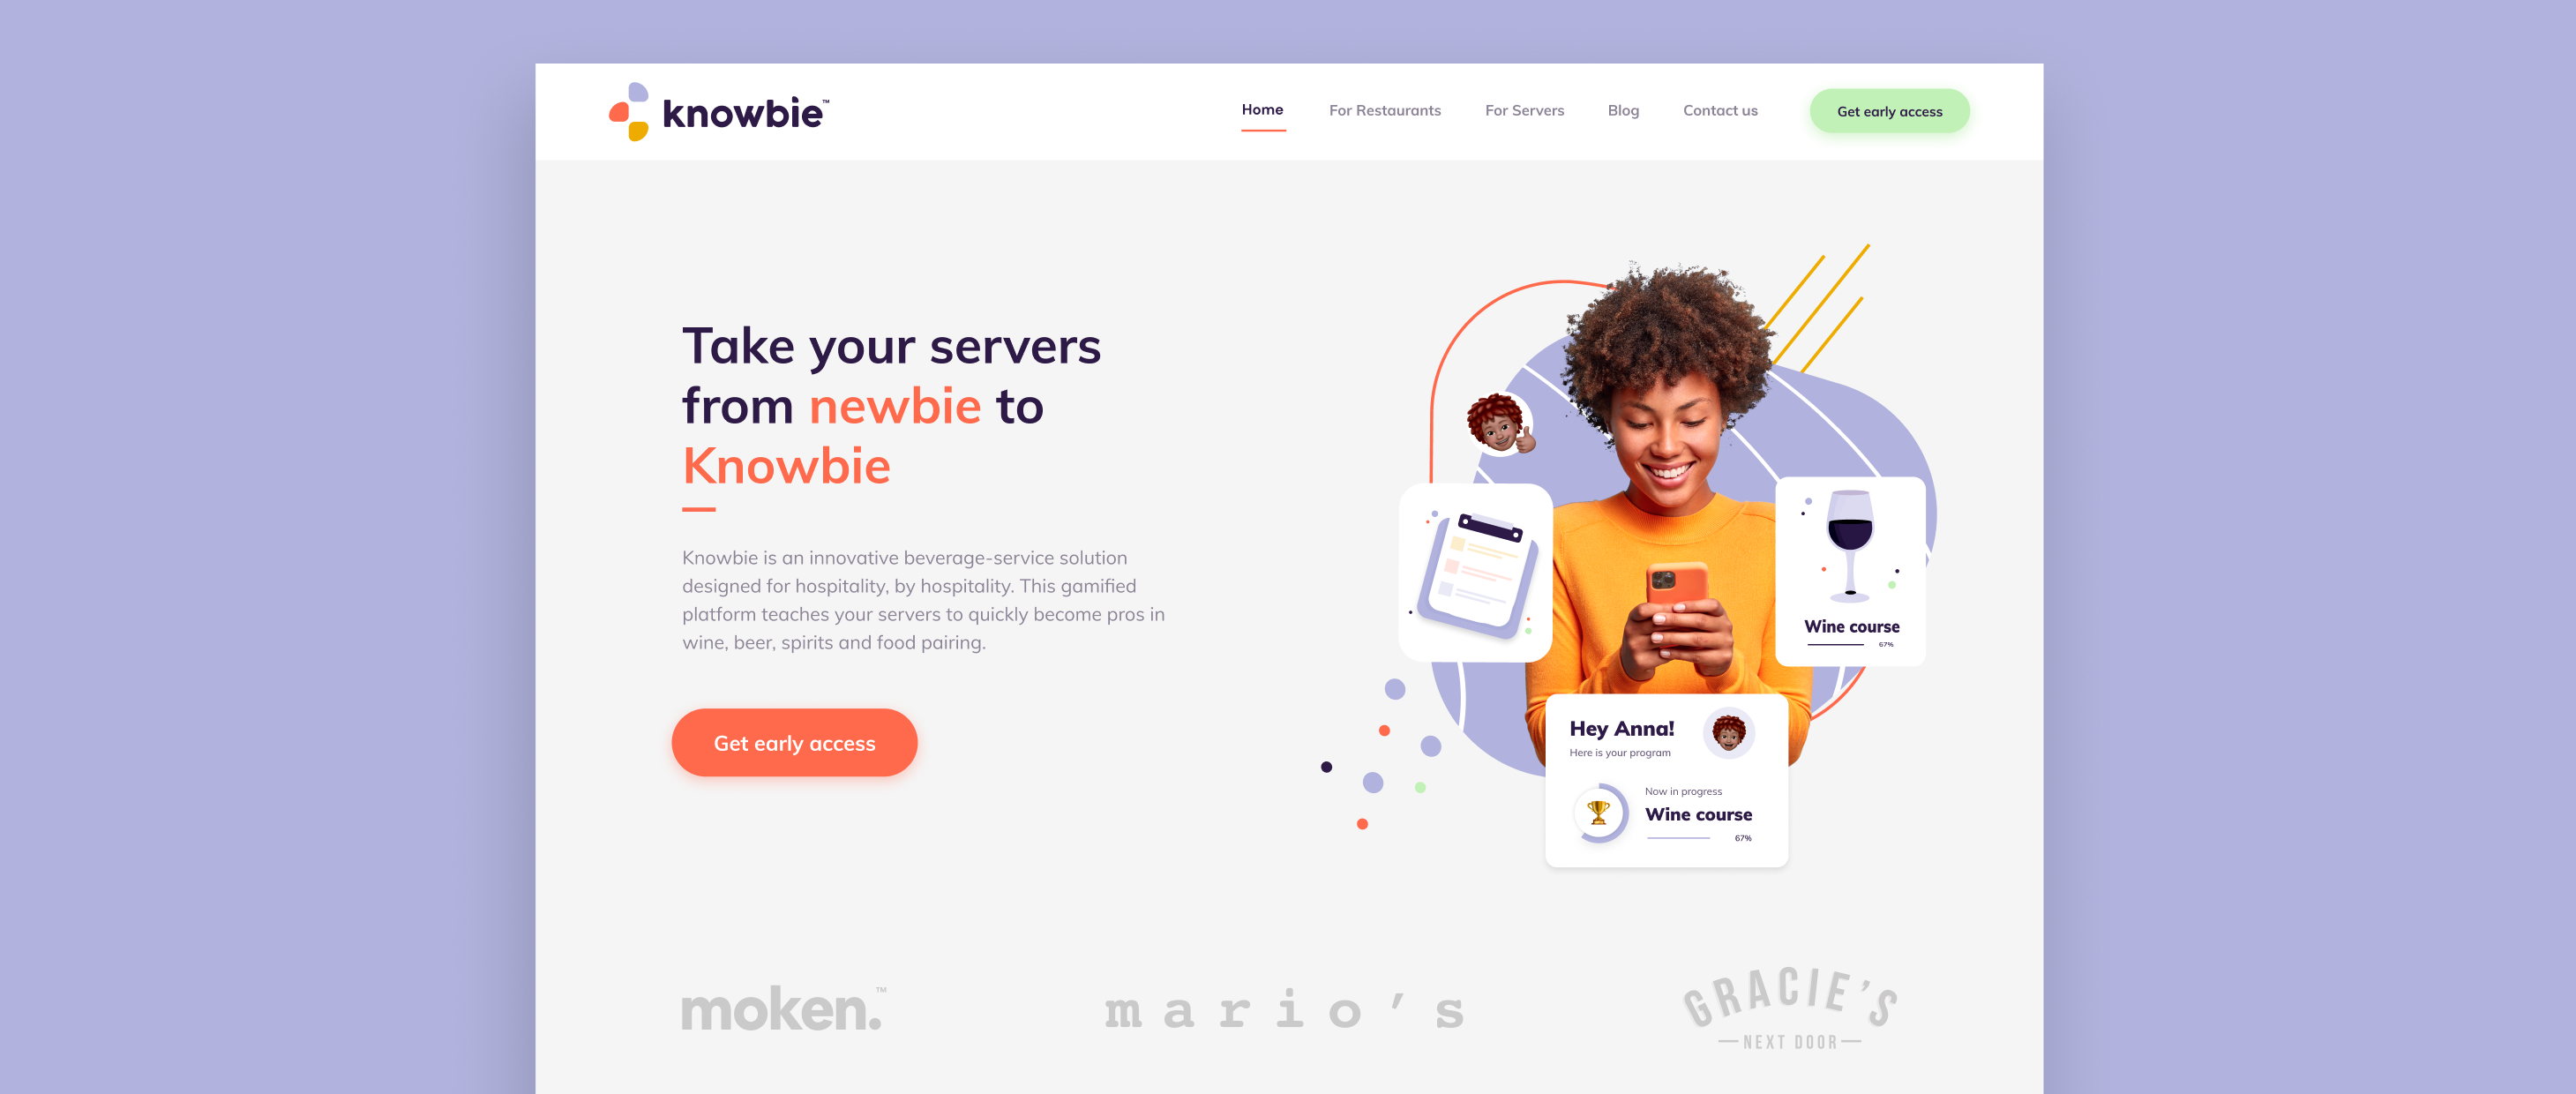 knowbie™
Home
For Restaurants
For Servers
Blog
Contact us
Get early access
Take your servers
from newbie to
Knowbie
Knowbie is an innovative beverage-service solution
designed for hospitality, by hospitality. This gamified
platform teaches your servers to quickly become pros in
wine, beer, spirits and food pairing.
Get early access
Wine course
67%
Hey Anna!
Here is your program
Now in progress
Wine course
67%
moken.™
mario's
GRACIE'S
NEXT DOOR